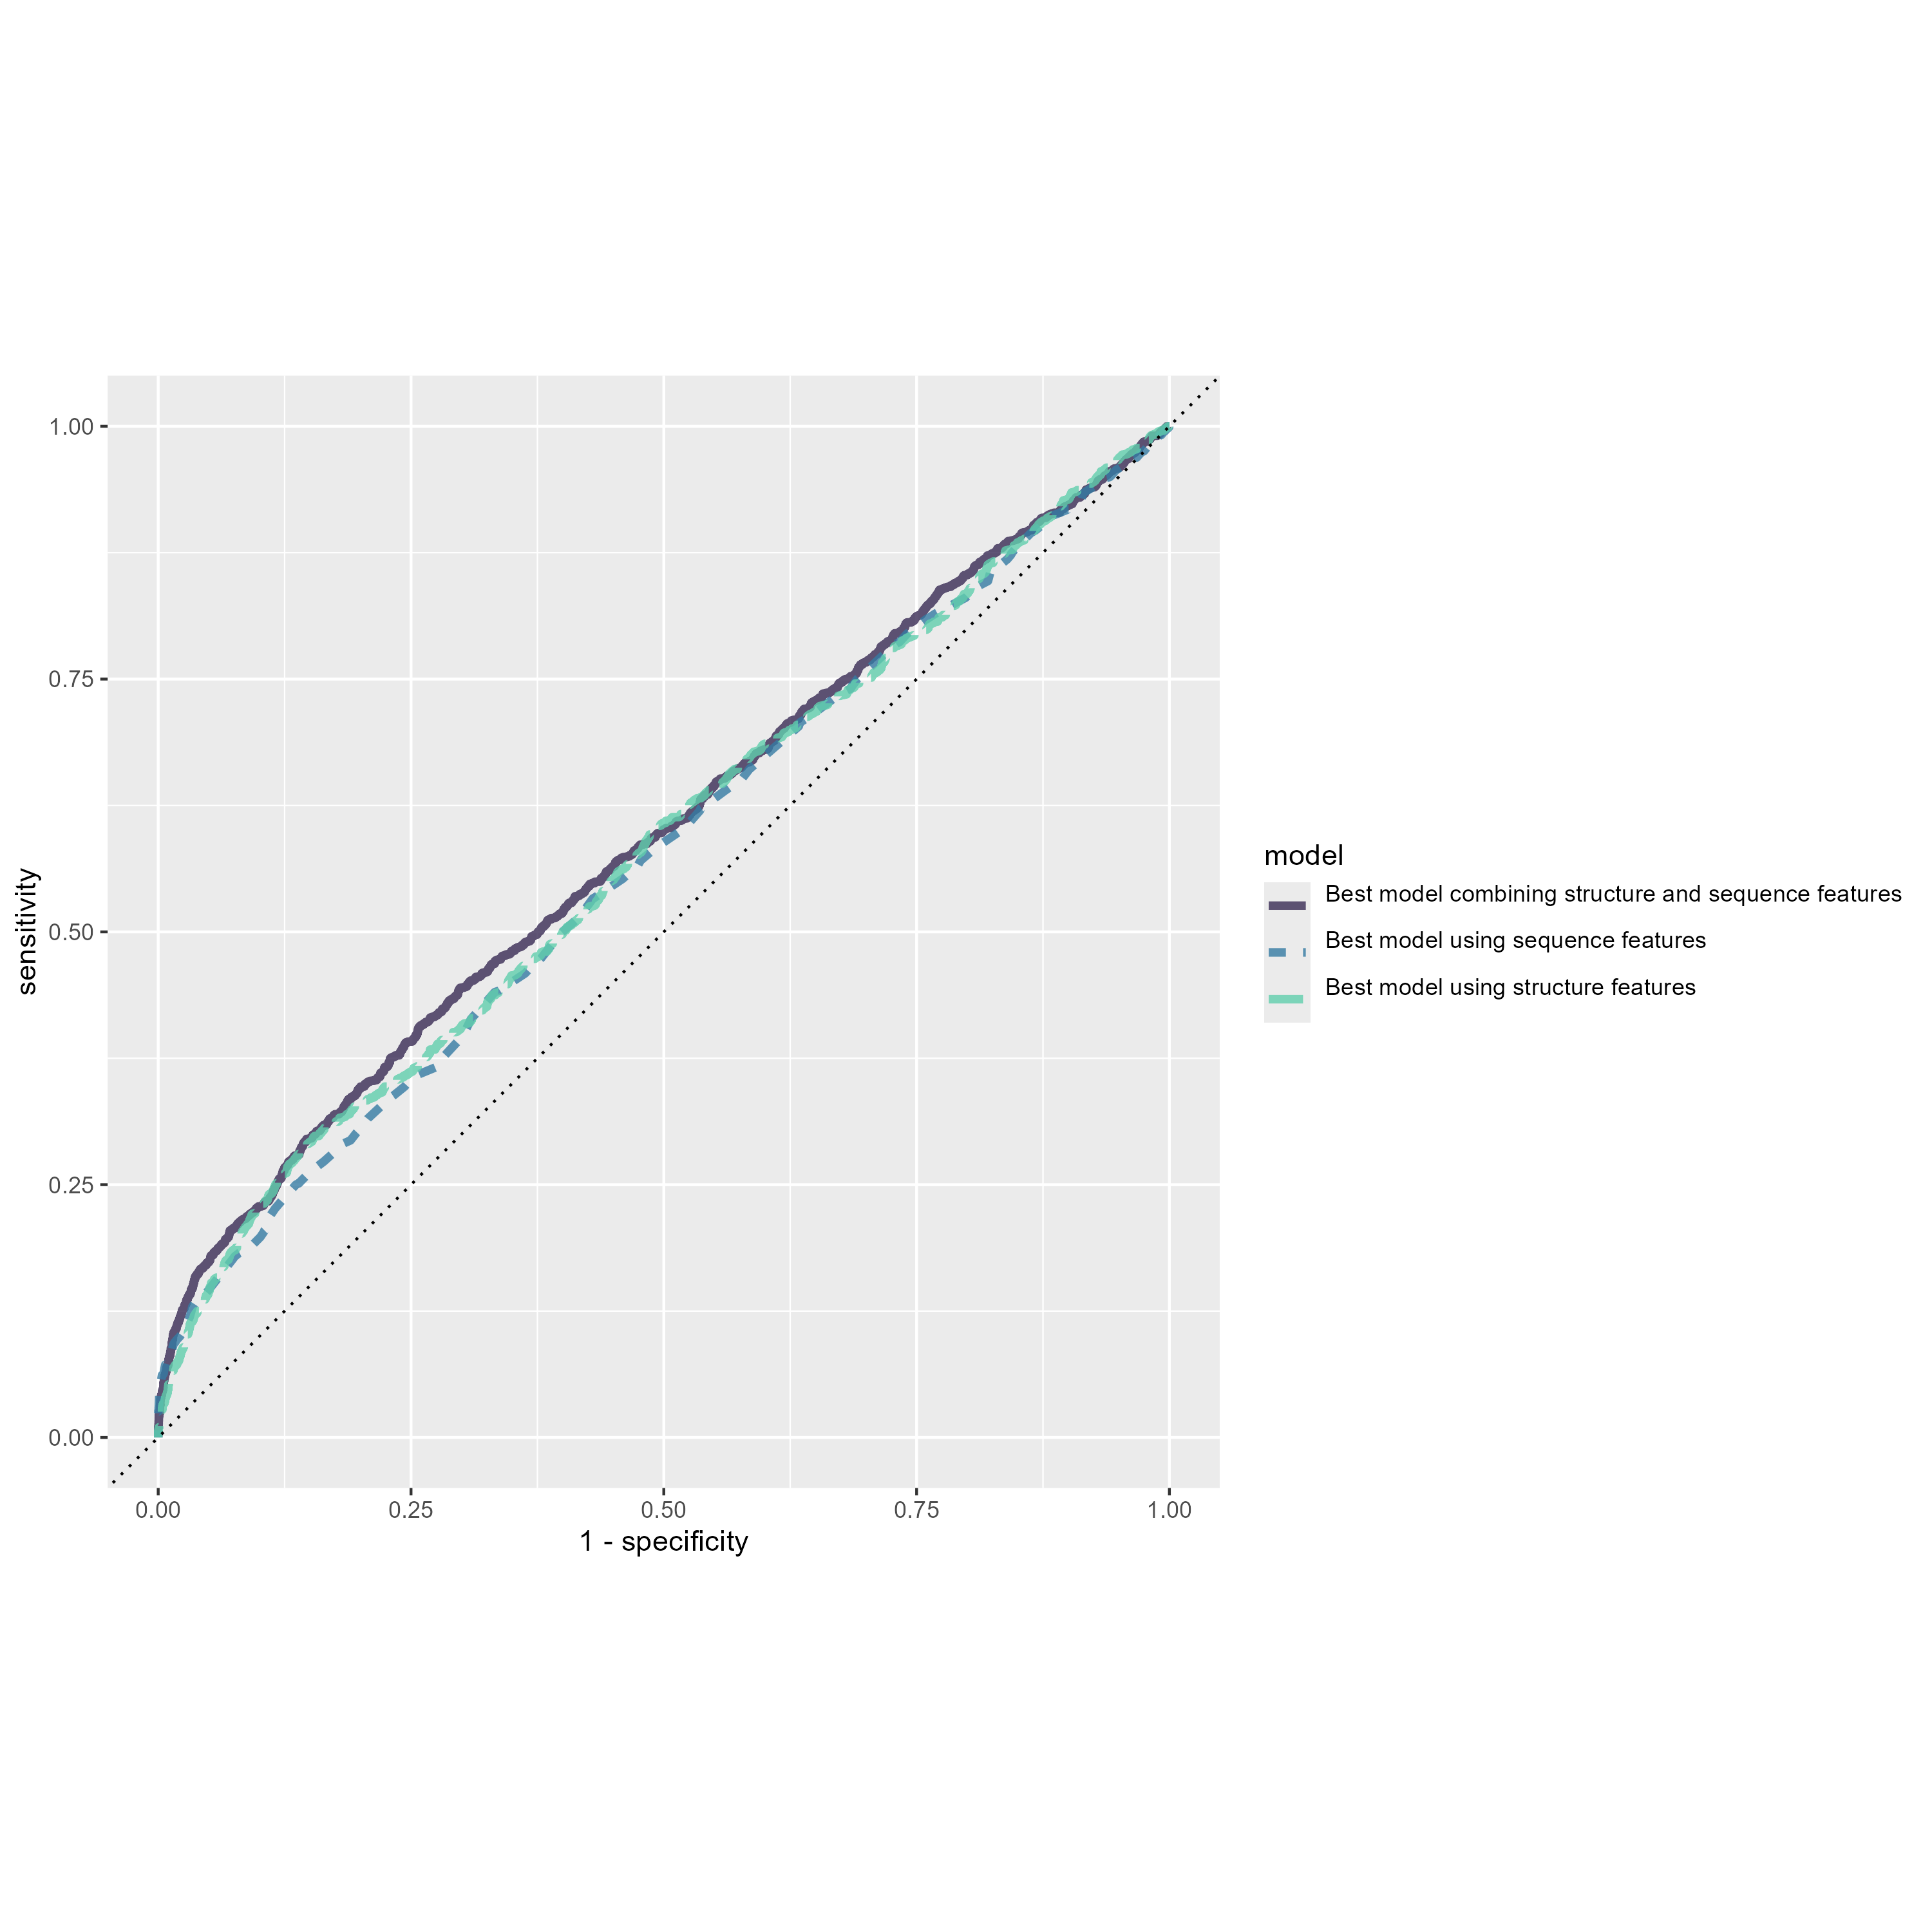 1.00
0.75
0.50
0.25
0.00
sensitivity
0.00 0.25 0.50 0.75 1.00
1 - specificity
model
Best model combining structure and sequence features
Best model using sequence features
Best model using structure features